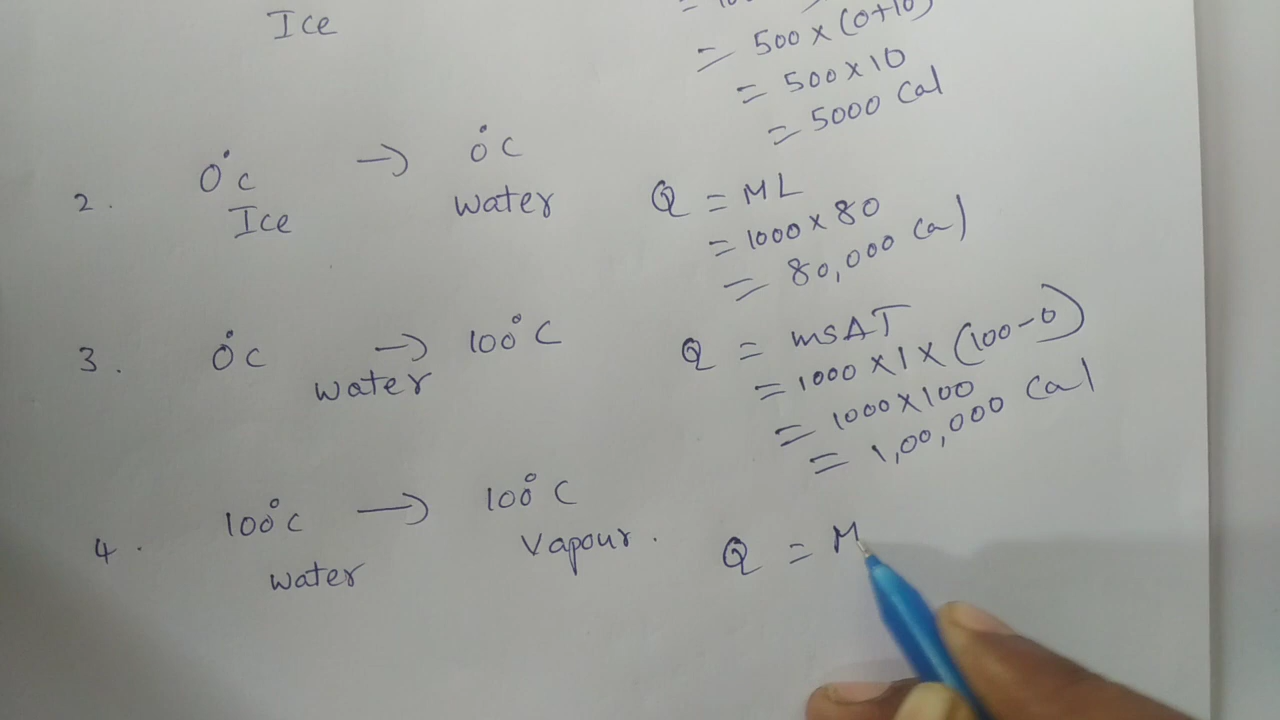 Ice
= 500 × (0+10)
= 500×10
= 5000 Cal
2. 0°C → 0°C
Ice water
Q = ML
= 1000 × 80
= 80,000 Cal
3. 0°C → 100°C
water
Q = msΔT
= 1000 × 1 × (100-0)
= 1000×100
= 1,00,000 Cal
4. 100°C → 100°C
water Vapour.
Q = M